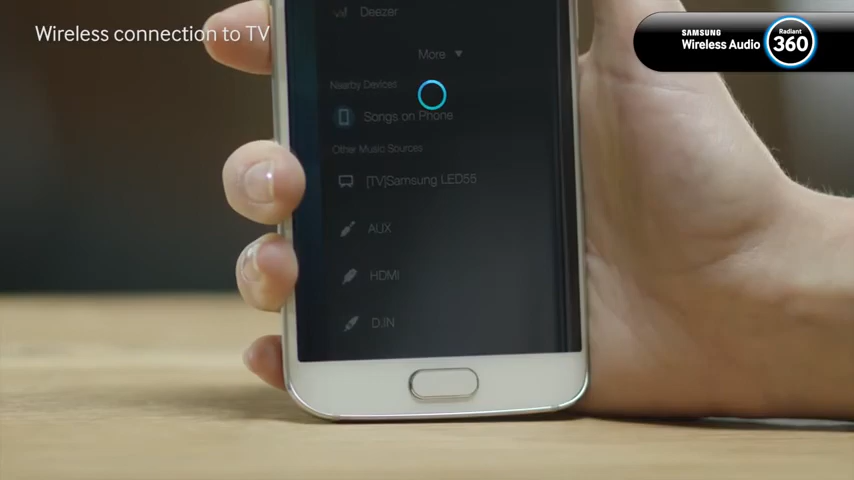 Wireless connection to TV
SAMSUNG
Wireless Audio
Radiant
360
Deezer
More
Nearby Devices
Songs on Phone
Other Music Sources
[TV]Samsung LED55
AUX
HDMI
D.IN